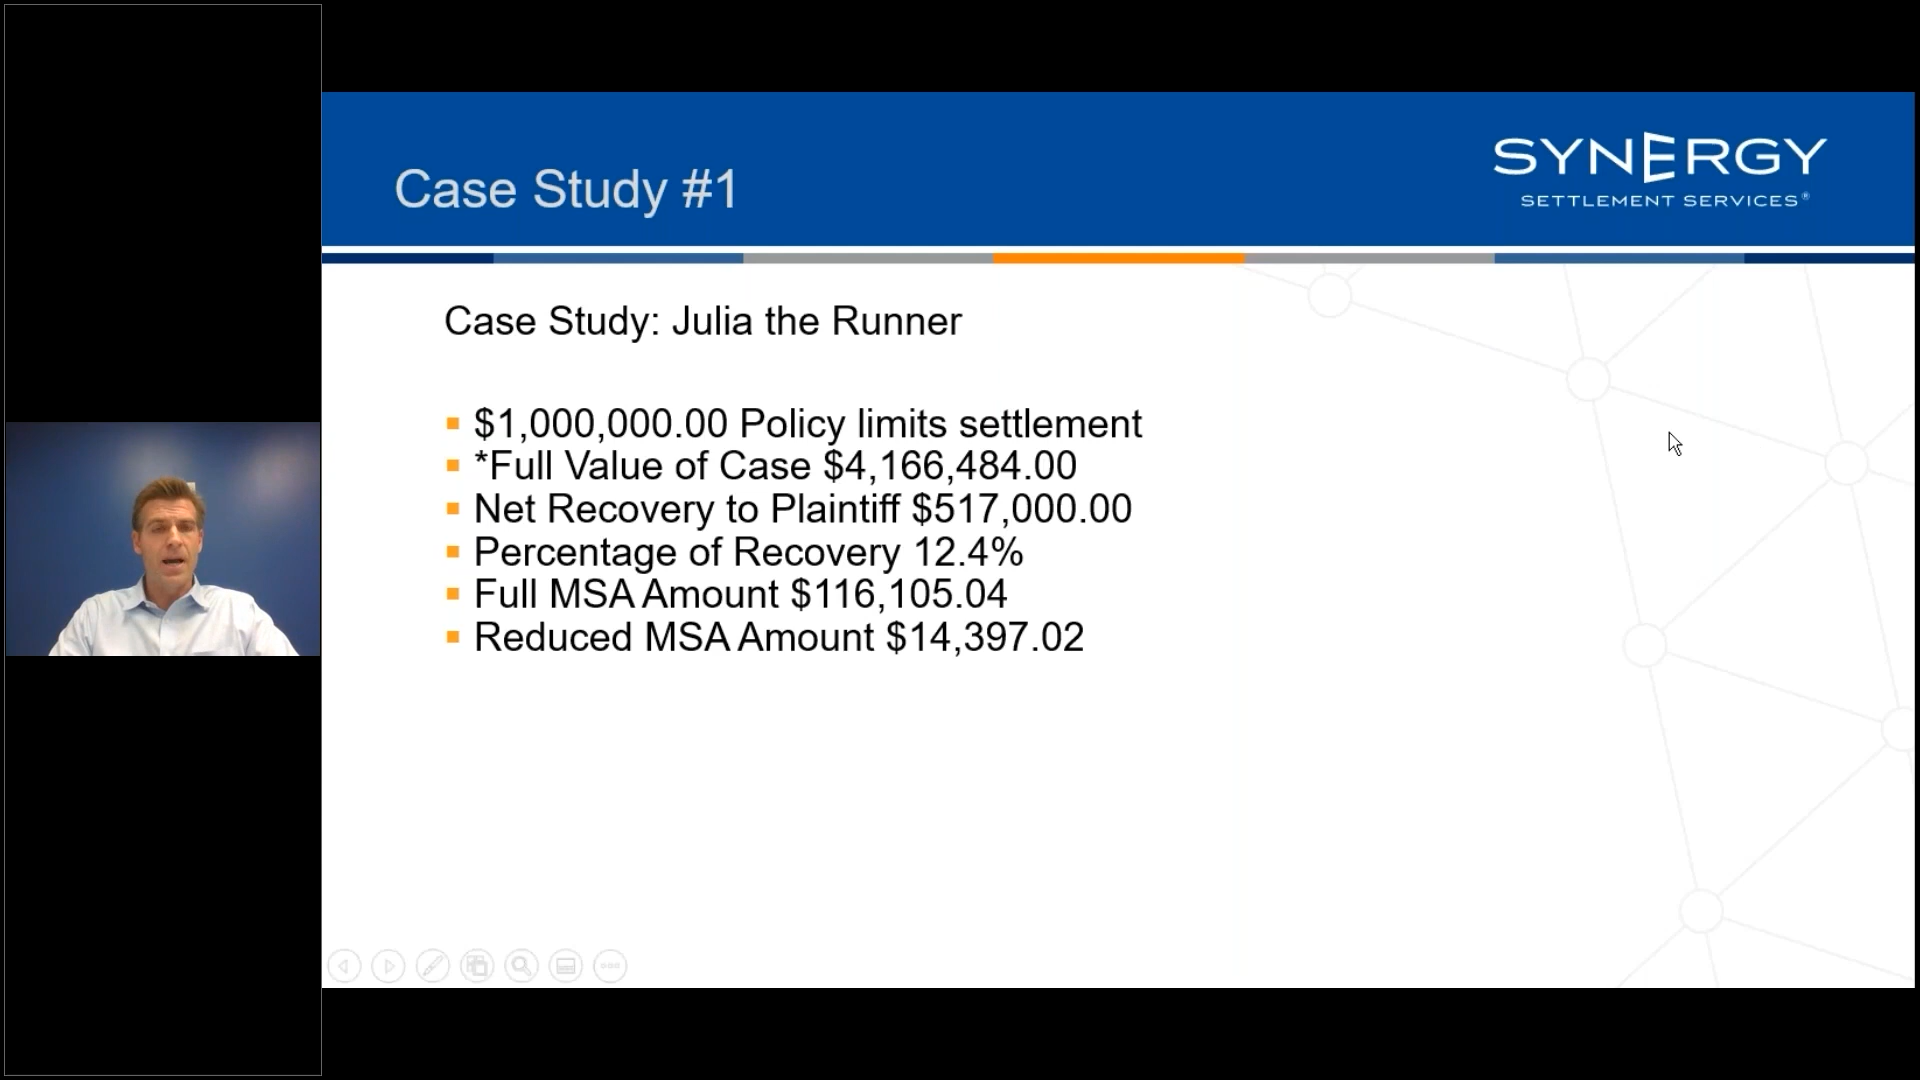 Case Study #1
SYNERGY
SETTLEMENT SERVICES®
Case Study: Julia the Runner
$1,000,000.00 Policy limits settlement
*Full Value of Case $4,166,484.00
Net Recovery to Plaintiff $517,000.00
Percentage of Recovery 12.4%
Full MSA Amount $116,105.04
Reduced MSA Amount $14,397.02